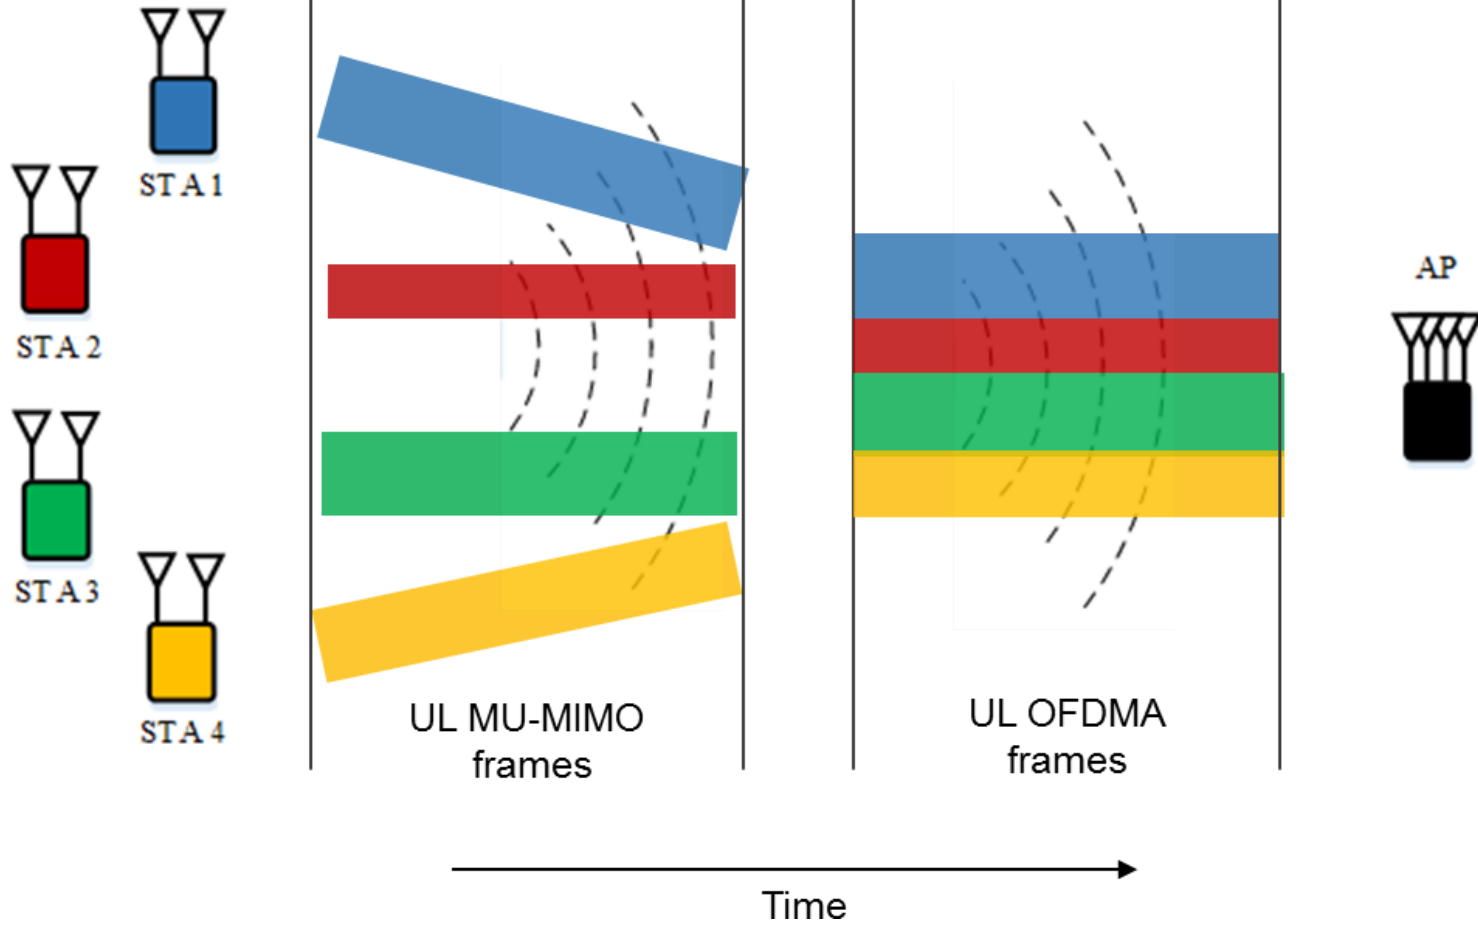 STA 1
STA 2
STA 3
STA 4
UL MU-MIMO
frames
UL OFDMA
frames
AP
Time